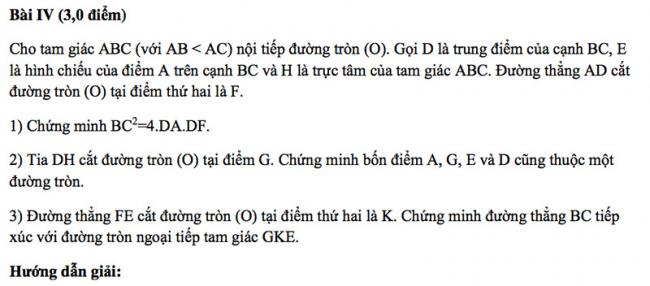 Bài IV (3,0 điểm)
Cho tam giác ABC (với AB < AC) nội tiếp đường tròn (O). Gọi D là trung điểm của cạnh BC, E
là hình chiếu của điểm A trên cạnh BC và H là trực tâm của tam giác ABC. Đường thẳng AD cắt
đường tròn (O) tại điểm thứ hai là F.
1) Chứng minh BC²=4.DA.DF.
2) Tia DH cắt đường tròn (O) tại điểm G. Chứng minh bốn điểm A, G, E và D cũng thuộc một
đường tròn.
3) Đường thẳng FE cắt đường tròn (O) tại điểm thứ hai là K. Chứng minh đường thẳng BC tiếp
xúc với đường tròn ngoại tiếp tam giác GKE.
Hướng dẫn giải: